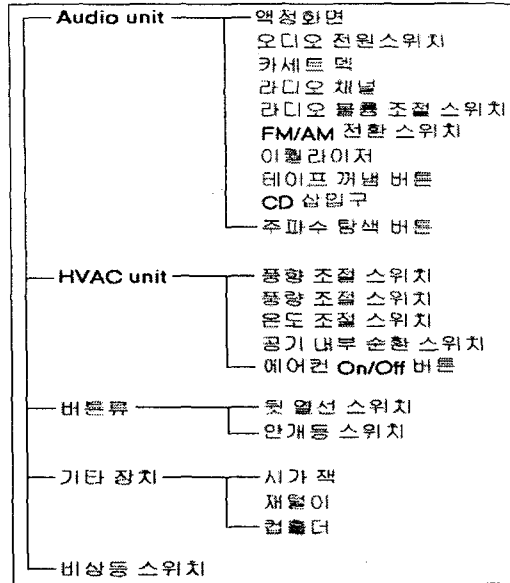 Audio unit 액정화면
오디오 전원스위치
카세트 덱
라디오 채널
라디오 볼륨 조절 스위치
FM/AM 전환 스위치
이퀄라이저
테이프 꺼냄 버튼
CD 삽입구
주파수 탐색 버튼
HVAC unit 풍향 조절 스위치
풍량 조절 스위치
온도 조절 스위치
공기 내부 순환 스위치
에어컨 On/Off 버튼
버튼류 뒷 열선 스위치
안개등 스위치
기타 장치 시가 잭
재털이
컵홀더
비상등 스위치